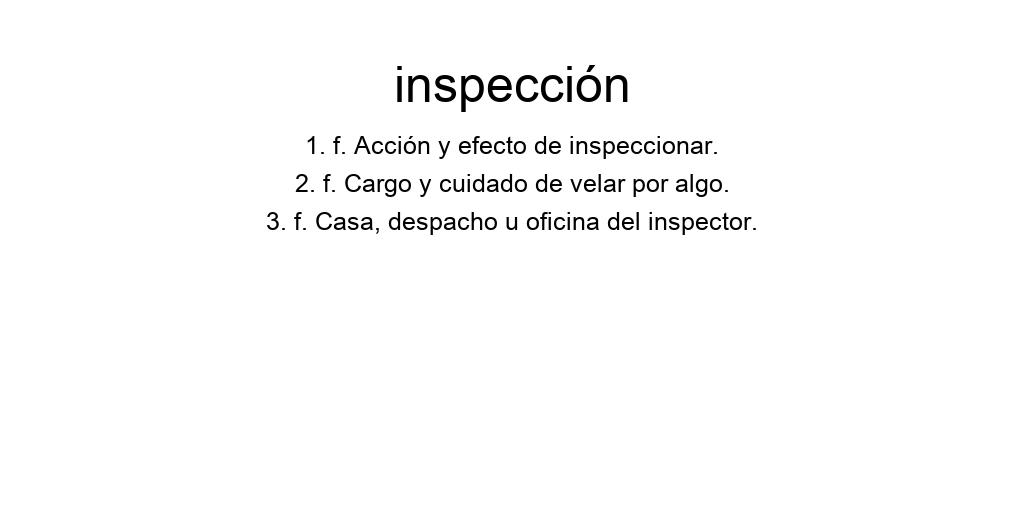 inspección
1. f. Acción y efecto de inspeccionar.
2. f. Cargo y cuidado de velar por algo.
3. f. Casa, despacho u oficina del inspector.